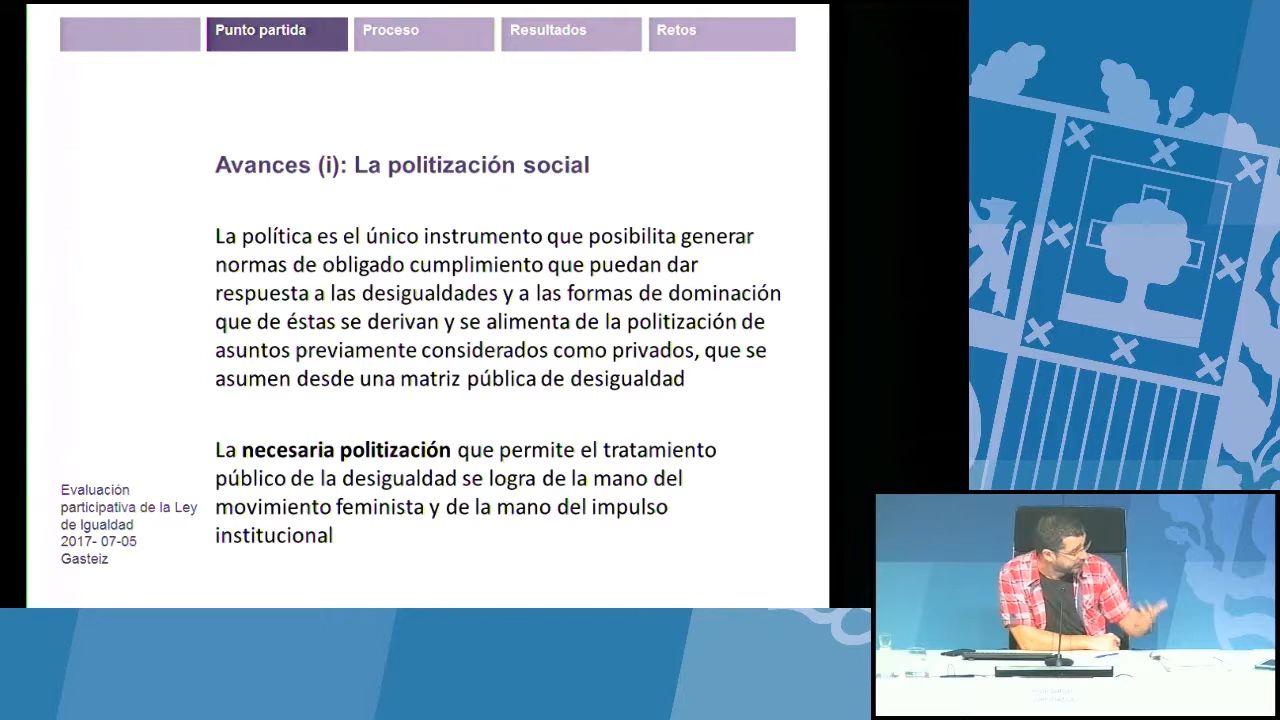 Punto partida
Proceso
Resultados
Retos
Avances (i): La politización social
La política es el único instrumento que posibilita generar
normas de obligado cumplimiento que puedan dar
respuesta a las desigualdades y a las formas de dominación
que de éstas se derivan y se alimenta de la politización de
asuntos previamente considerados como privados, que se
asumen desde una matriz pública de desigualdad
La necesaria politización que permite el tratamiento
público de la desigualdad se logra de la mano del
movimiento feminista y de la mano del impulso
institucional
Evaluación
participativa de la Ley
de Igualdad
2017- 07-05
Gasteiz